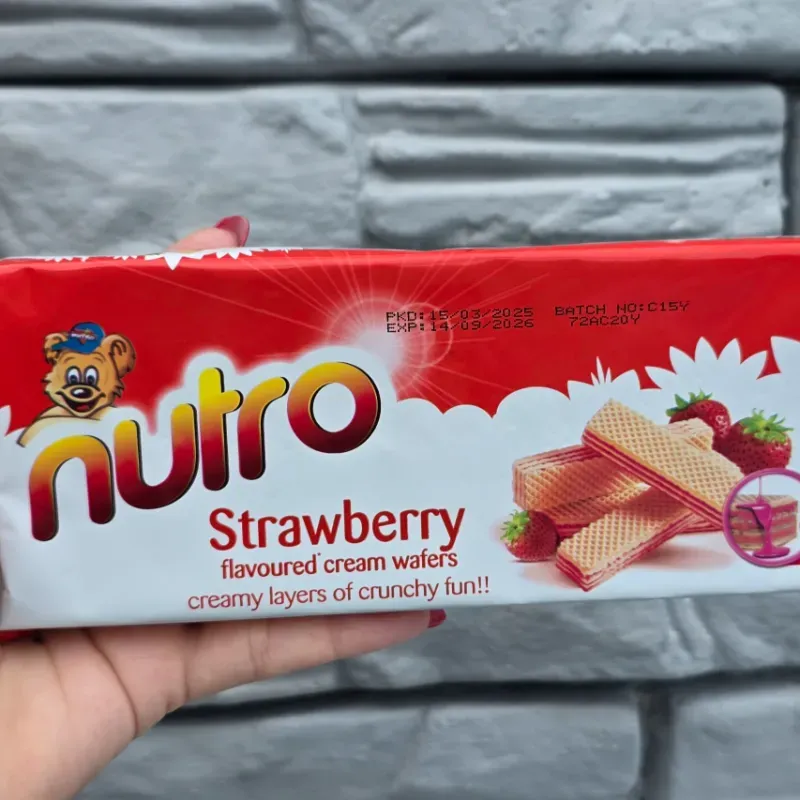 PKD:15/03/2025 BATCH NO:C15Y
EXP:14/09/2026 72AC20Y
nutro
Strawberry
flavoured* cream wafers
creamy layers of crunchy fun!!